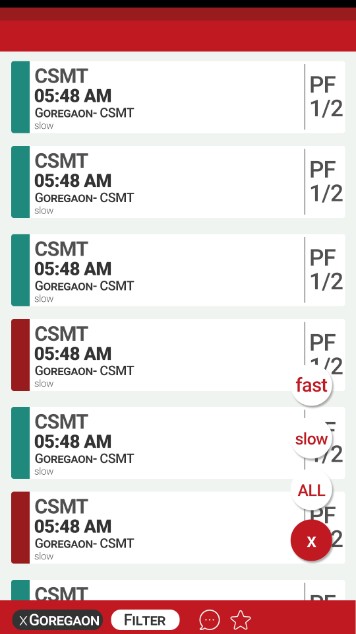 CSMT
05:48 AM
GOREGAON- CSMT
slow
PF
1/2
CSMT
05:48 AM
GOREGAON- CSMT
slow
PF
1/2
CSMT
05:48 AM
GOREGAON- CSMT
slow
PF
1/2
CSMT
05:48 AM
GOREGAON- CSMT
slow
PF
1/2
fast
CSMT
05:48 AM
GOREGAON- CSMT
slow
1/2
slow
ALL
CSMT
05:48 AM
GOREGAON- CSMT
slow
PF
2
x
CSMT
PF
X GOREGAON
FILTER